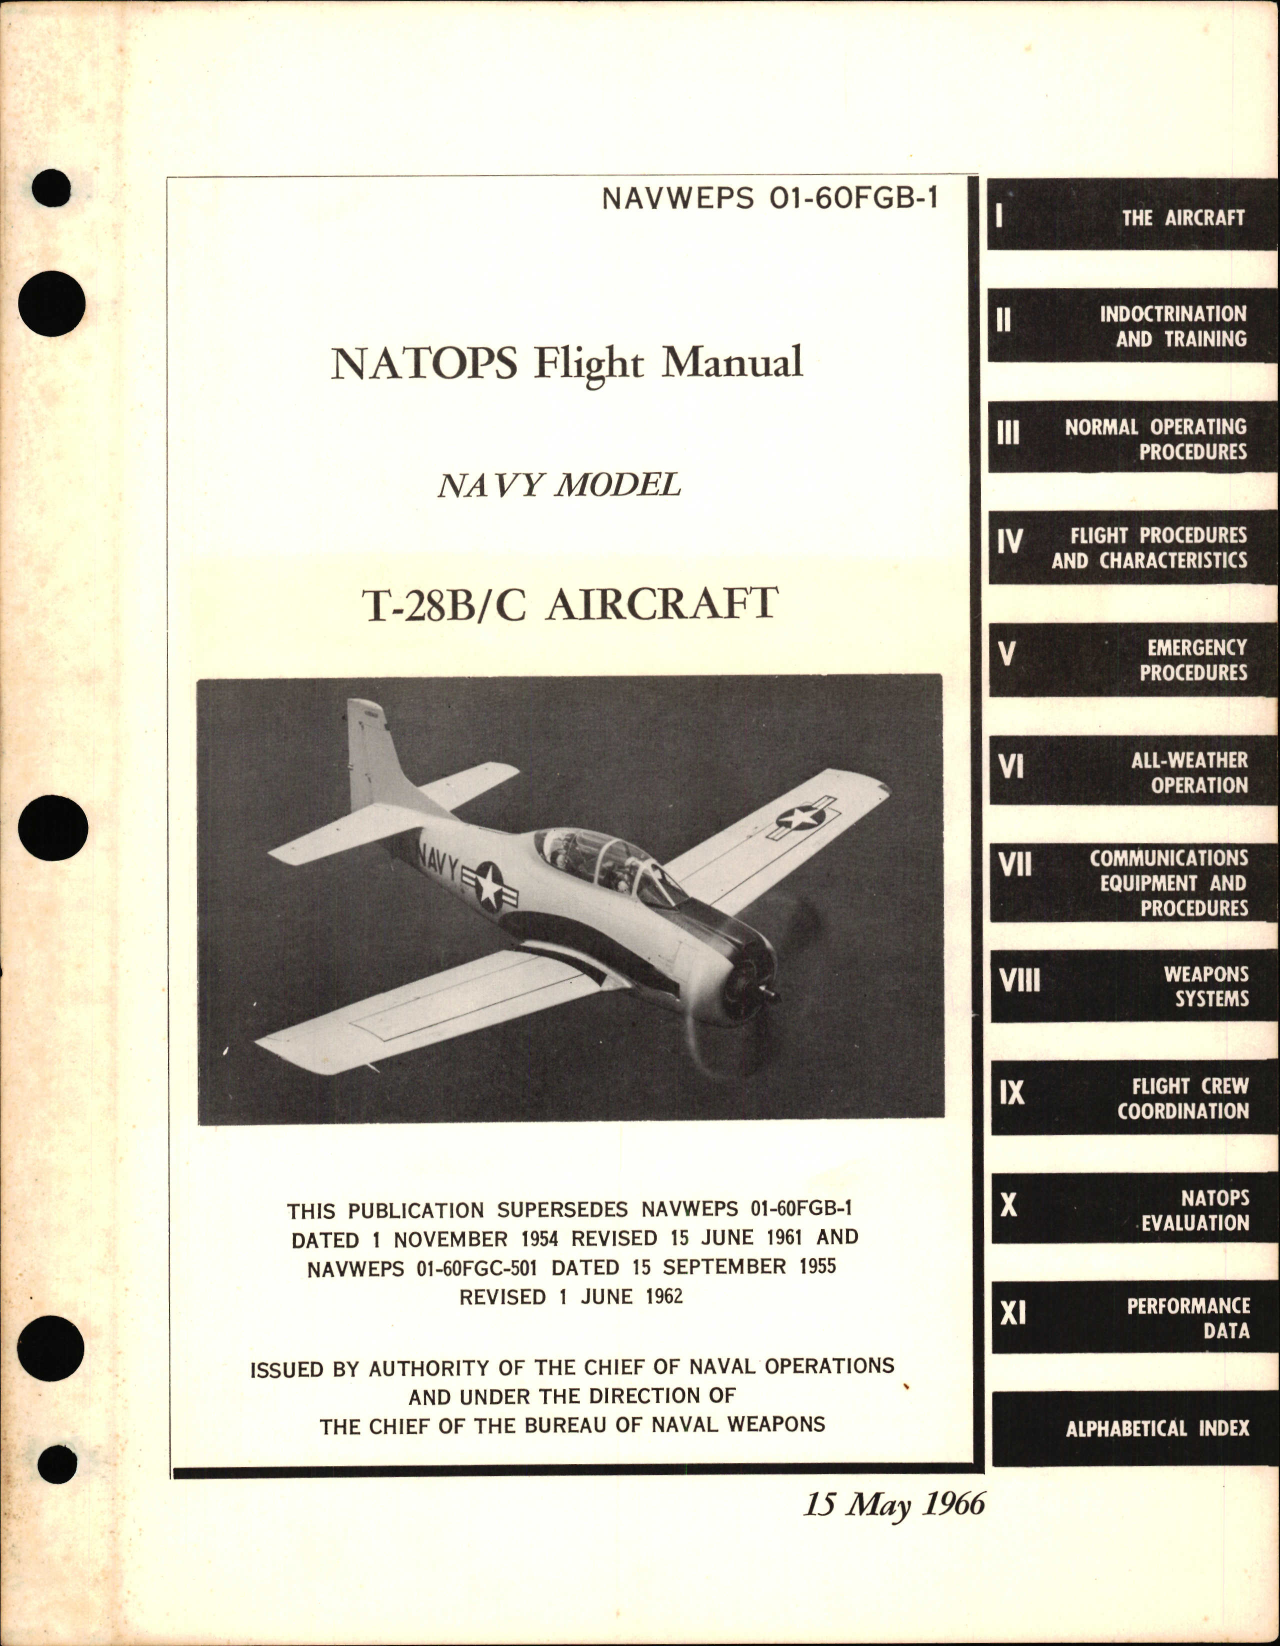 NAVWEPS 01-60FGB-1
NATOPS Flight Manual
NAVY MODEL
T-28B/C AIRCRAFT
NAVY
THIS PUBLICATION SUPERSEDES NAVWEPS 01-60FGB-1
DATED 1 NOVEMBER 1954 REVISED 15 JUNE 1961 AND
NAVWEPS 01-60FGC-501 DATED 15 SEPTEMBER 1955
REVISED 1 JUNE 1962
ISSUED BY AUTHORITY OF THE CHIEF OF NAVAL OPERATIONS
AND UNDER THE DIRECTION OF
THE CHIEF OF THE BUREAU OF NAVAL WEAPONS
15 May 1966
I THE AIRCRAFT
II INDOCTRINATION
AND TRAINING
III NORMAL OPERATING
PROCEDURES
IV FLIGHT PROCEDURES
AND CHARACTERISTICS
V EMERGENCY
PROCEDURES
VI ALL-WEATHER
OPERATION
VII COMMUNICATIONS
EQUIPMENT AND
PROCEDURES
VIII WEAPONS
SYSTEMS
IX FLIGHT CREW
COORDINATION
X NATOPS
EVALUATION
XI PERFORMANCE
DATA
ALPHABETICAL INDEX